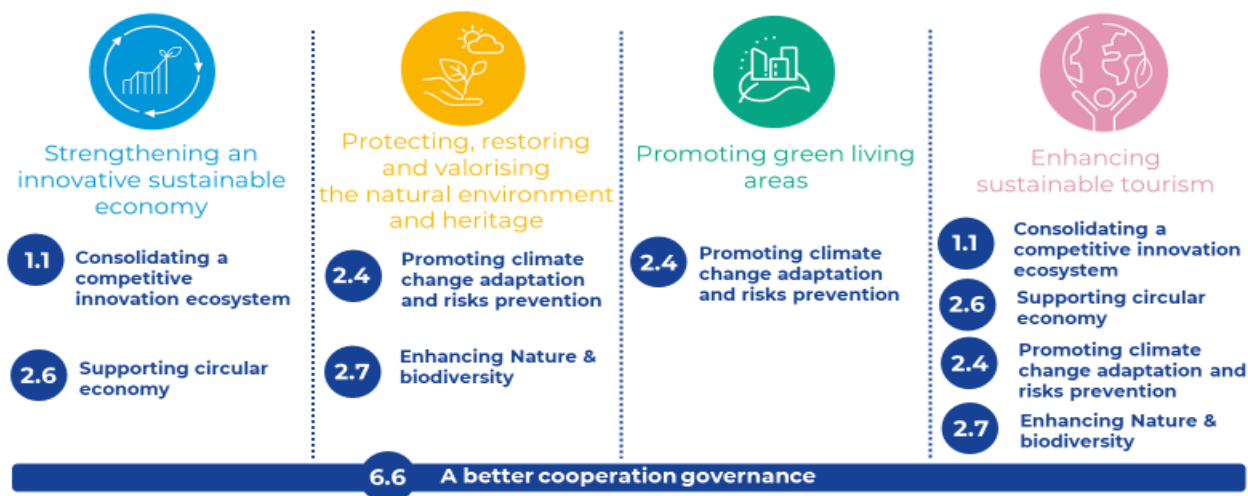 Strengthening an
innovative sustainable
economy
1.1
Consolidating a
competitive
innovation ecosystem
2.6
Supporting circular
economy
Protecting, restoring
and valorising
the natural environment
and heritage
2.4
Promoting climate
change adaptation
and risks prevention
2.7
Enhancing Nature &
biodiversity
Promoting green living
areas
2.4
Promoting climate
change adaptation
and risks prevention
Enhancing
sustainable tourism
1.1
Consolidating a
competitive innovation
ecosystem
2.6
Supporting circular
economy
2.4
Promoting climate
change adaptation and
risks prevention
2.7
Enhancing Nature &
biodiversity
6.6 A better cooperation governance